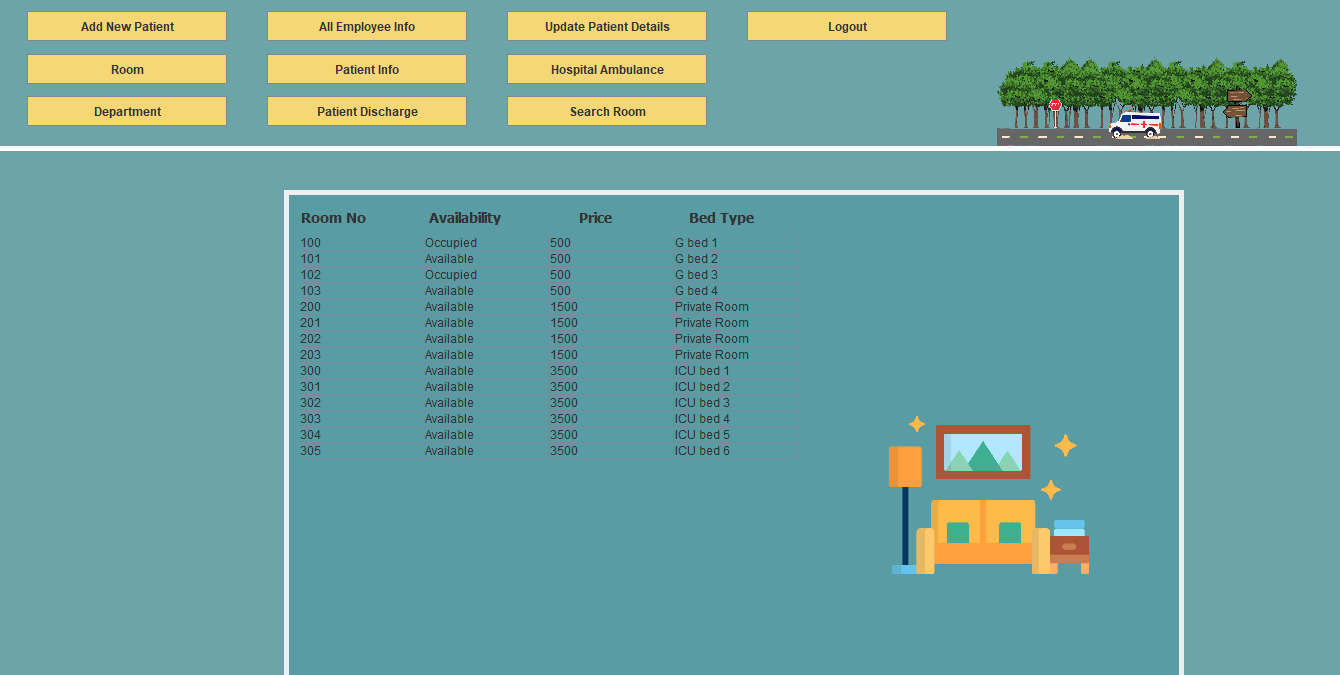 Add New Patient All Employee Info Update Patient Details Logout
Room Patient Info Hospital Ambulance
Department Patient Discharge Search Room
Room No Availability Price Bed Type
100 Occupied 500 G bed 1
101 Available 500 G bed 2
102 Occupied 500 G bed 3
103 Available 500 G bed 4
200 Available 1500 Private Room
201 Available 1500 Private Room
202 Available 1500 Private Room
203 Available 1500 Private Room
300 Available 3500 ICU bed 1
301 Available 3500 ICU bed 2
302 Available 3500 ICU bed 3
303 Available 3500 ICU bed 4
304 Available 3500 ICU bed 5
305 Available 3500 ICU bed 6